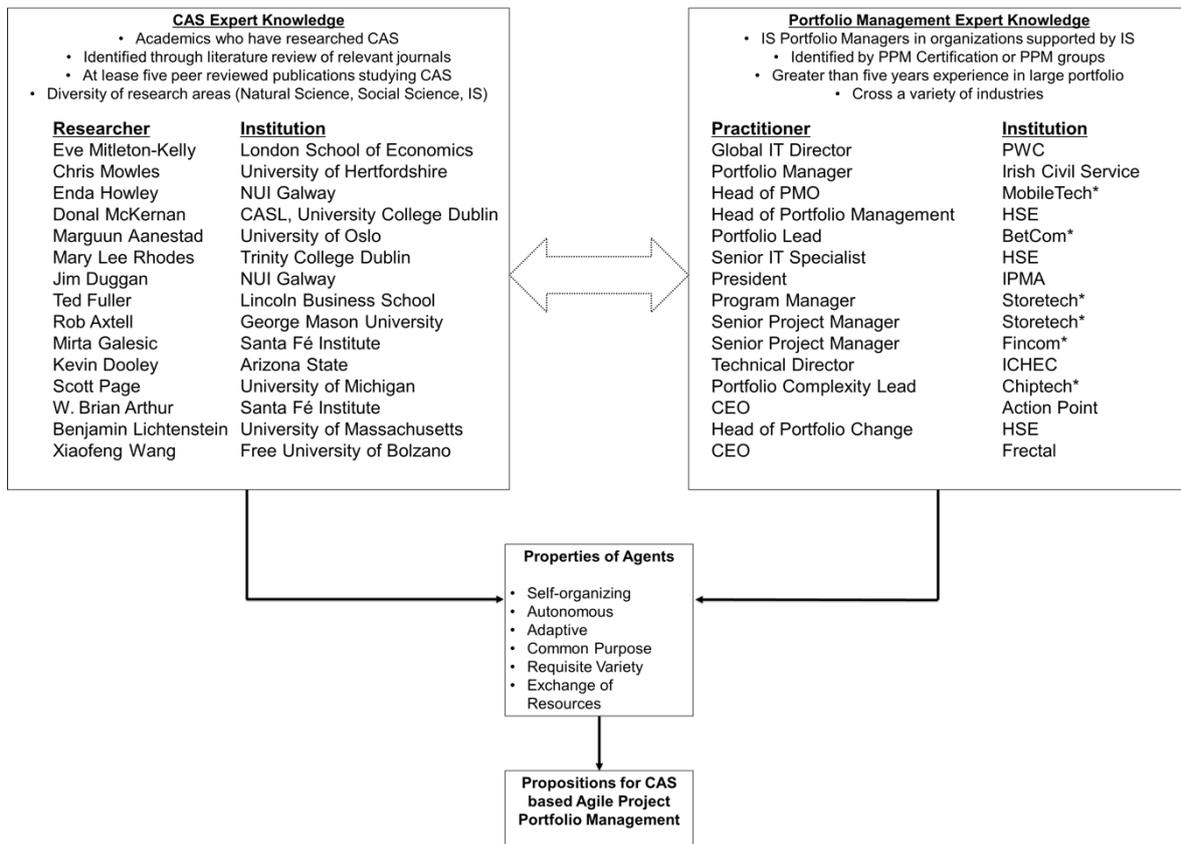 CAS Expert Knowledge
• Academics who have researched CAS
• Identified through literature review of relevant journals
• At lease five peer reviewed publications studying CAS
• Diversity of research areas (Natural Science, Social Science, IS)
Researcher Institution
Eve Mitleton-Kelly London School of Economics
Chris Mowles University of Hertfordshire
Enda Howley NUI Galway
Donal McKernan CASL, University College Dublin
Marguun Aanestad University of Oslo
Mary Lee Rhodes Trinity College Dublin
Jim Duggan NUI Galway
Ted Fuller Lincoln Business School
Rob Axtell George Mason University
Mirta Galesic Santa Fé Institute
Kevin Dooley Arizona State
Scott Page University of Michigan
W. Brian Arthur Santa Fé Institute
Benjamin Lichtenstein University of Massachusetts
Xiaofeng Wang Free University of Bolzano
Portfolio Management Expert Knowledge
• IS Portfolio Managers in organizations supported by IS
• Identified by PPM Certification or PPM groups
• Greater than five years experience in large portfolio
• Cross a variety of industries
Practitioner Institution
Global IT Director PWC
Portfolio Manager Irish Civil Service
Head of PMO MobileTech*
Head of Portfolio Management HSE
Portfolio Lead BetCom*
Senior IT Specialist HSE
President IPMA
Program Manager Storetech*
Senior Project Manager Storetech*
Senior Project Manager Fincom*
Technical Director ICHEC
Portfolio Complexity Lead Chiptech*
CEO Action Point
Head of Portfolio Change HSE
CEO Frectal
Properties of Agents
• Self-organizing
• Autonomous
• Adaptive
• Common Purpose
• Requisite Variety
• Exchange of
Resources
Propositions for CAS
based Agile Project
Portfolio Management